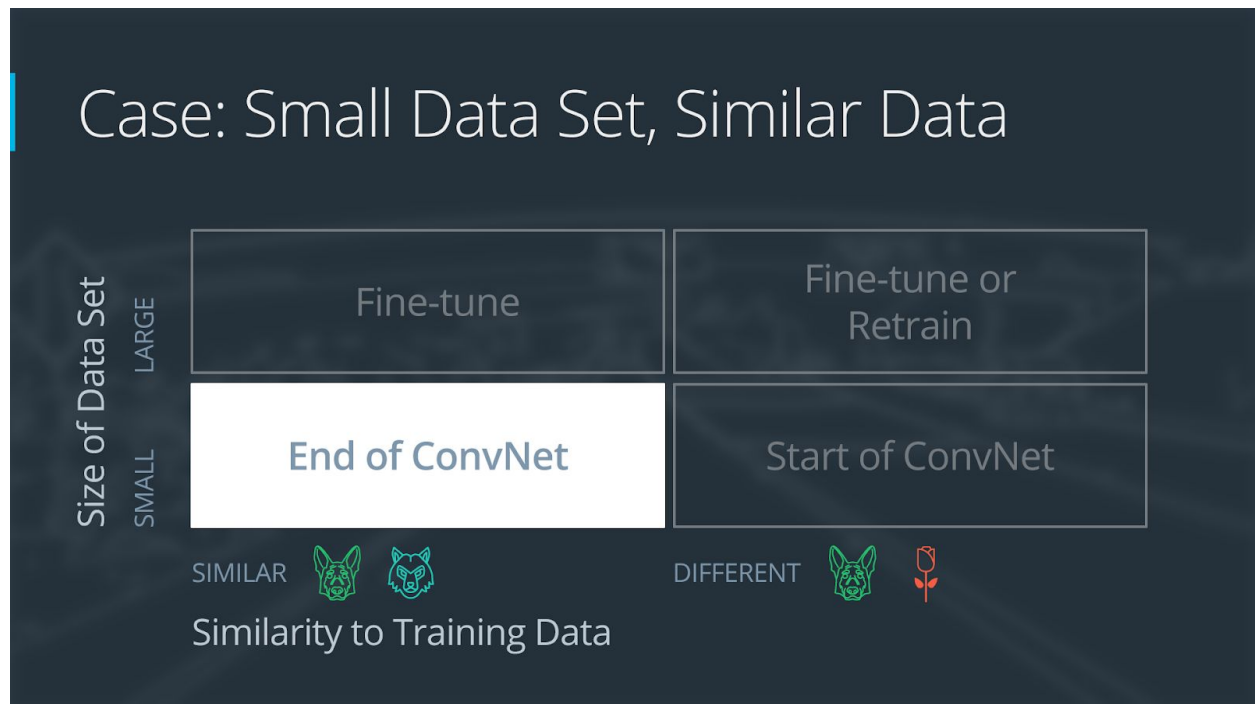 Case: Small Data Set, Similar Data
Size of Data Set
LARGE
Fine-tune
Fine-tune or
Retrain
SMALL
End of ConvNet
Start of ConvNet
SIMILAR
DIFFERENT
Similarity to Training Data